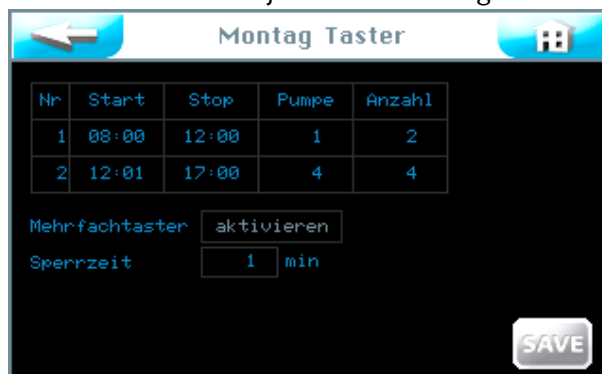 Montag Taster
Nr Start Stop Pumpe Anzahl
1 08:00 12:00 1 2
2 12:01 17:00 4 4
Mehrfachtaster aktivieren
Sperrzeit 1 min
SAVE